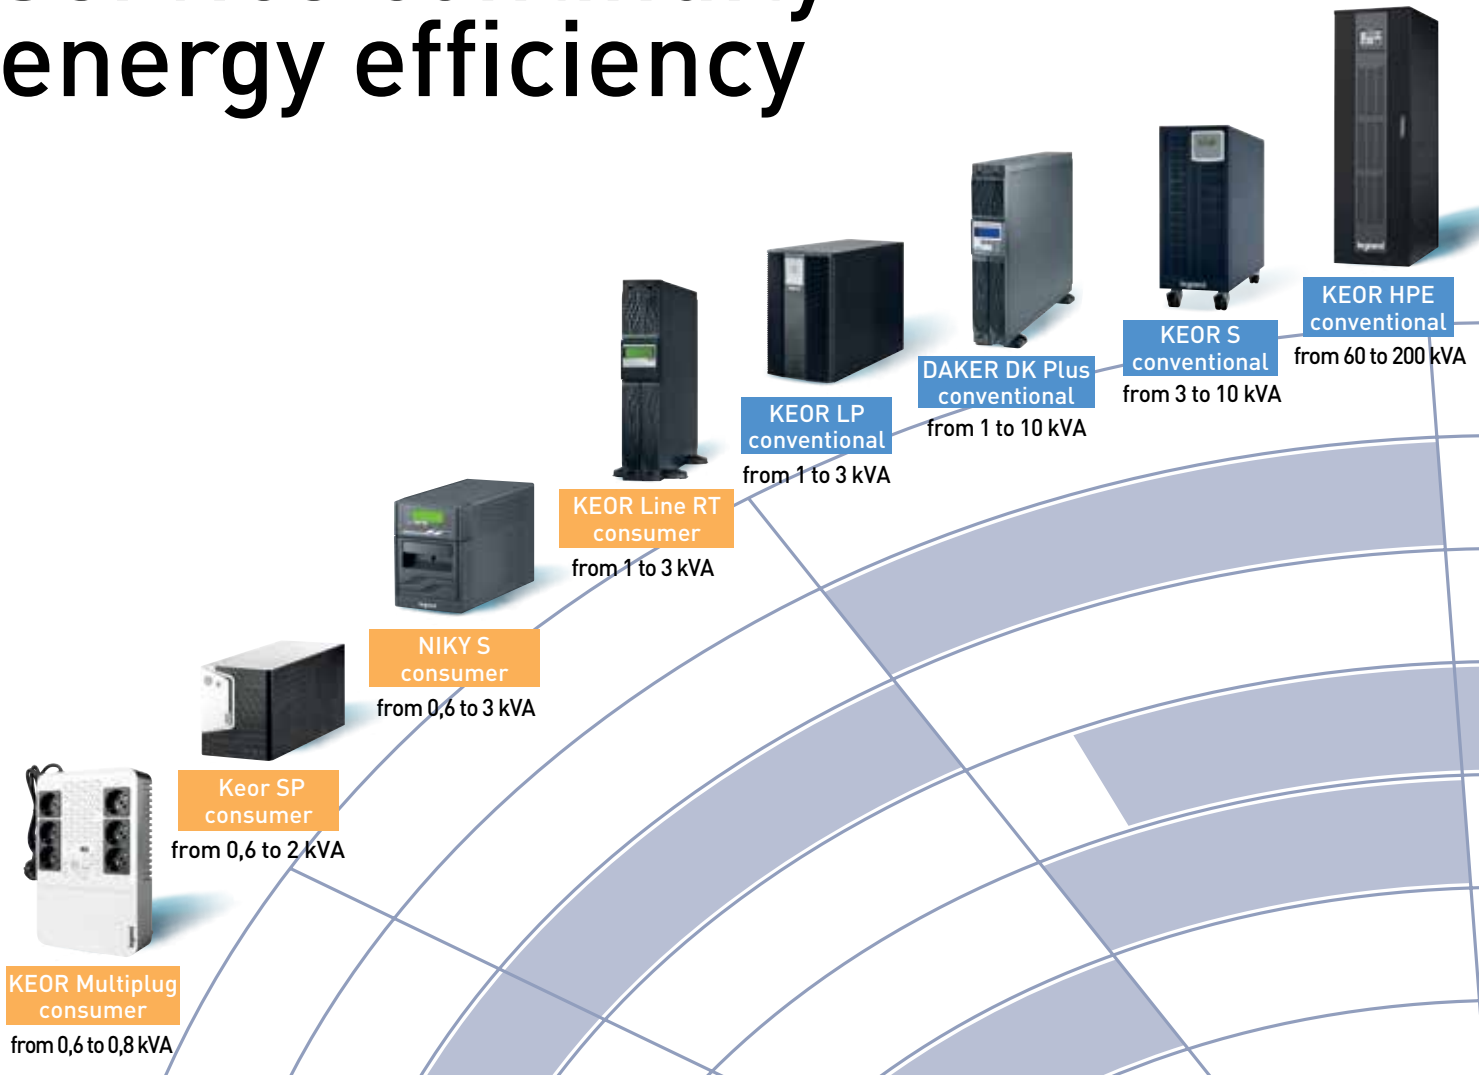 energy efficiency
KEOR HPE
conventional
from 60 to 200 kVA
KEOR S
conventional
from 3 to 10 kVA
DAKER DK Plus
conventional
from 1 to 10 kVA
KEOR LP
conventional
from 1 to 3 kVA
KEOR Line RT
consumer
from 1 to 3 kVA
NIKY S
consumer
from 0,6 to 3 kVA
Keor SP
consumer
from 0,6 to 2 kVA
KEOR Multiplug
consumer
from 0,6 to 0,8 kVA
legrand
legrand